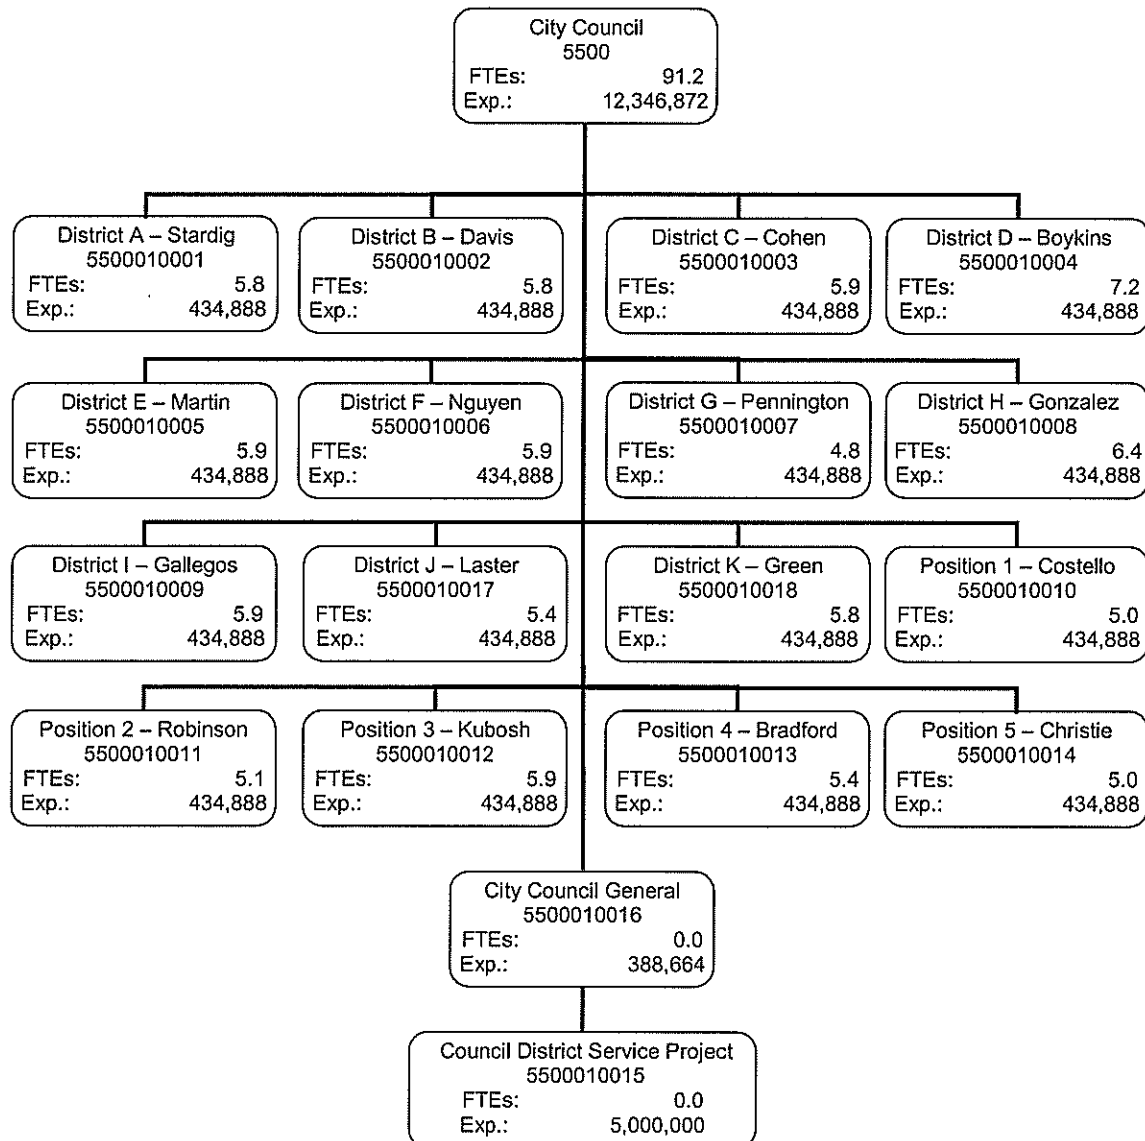 City Council
5500
FTEs: 91.2
Exp.: 12,346,872
District A – Stardig
5500010001
FTEs: 5.8
Exp.: 434,888
District B – Davis
5500010002
FTEs: 5.8
Exp.: 434,888
District C – Cohen
5500010003
FTEs: 5.9
Exp.: 434,888
District D – Boykins
5500010004
FTEs: 7.2
Exp.: 434,888
District E – Martin
5500010005
FTEs: 5.9
Exp.: 434,888
District F – Nguyen
5500010006
FTEs: 5.9
Exp.: 434,888
District G – Pennington
5500010007
FTEs: 4.8
Exp.: 434,888
District H – Gonzalez
5500010008
FTEs: 6.4
Exp.: 434,888
District I – Gallegos
5500010009
FTEs: 5.9
Exp.: 434,888
District J – Laster
5500010017
FTEs: 5.4
Exp.: 434,888
District K – Green
5500010018
FTEs: 5.8
Exp.: 434,888
Position 1 – Costello
5500010010
FTEs: 5.0
Exp.: 434,888
Position 2 – Robinson
5500010011
FTEs: 5.1
Exp.: 434,888
Position 3 – Kubosh
5500010012
FTEs: 5.9
Exp.: 434,888
Position 4 – Bradford
5500010013
FTEs: 5.4
Exp.: 434,888
Position 5 – Christie
5500010014
FTEs: 5.0
Exp.: 434,888
City Council General
5500010016
FTEs: 0.0
Exp.: 388,664
Council District Service Project
5500010015
FTEs: 0.0
Exp.: 5,000,000